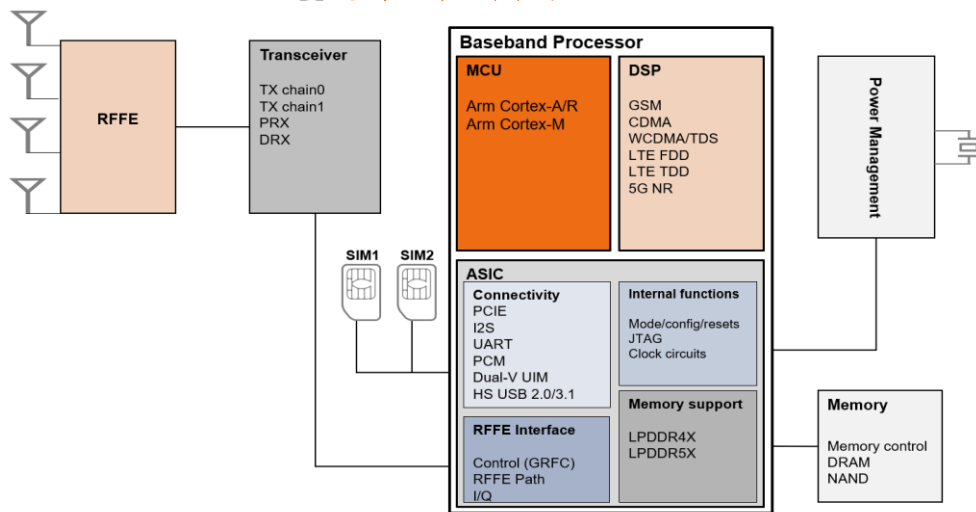 RFFE
Transceiver
TX chain0
TX chain1
PRX
DRX
SIM1
SIM2
Baseband Processor
MCU
Arm Cortex-A/R
Arm Cortex-M
DSP
GSM
CDMA
WCDMA/TDS
LTE FDD
LTE TDD
5G NR
ASIC
Connectivity
PCIE
I2S
UART
PCM
Dual-V UIM
HS USB 2.0/3.1
Internal functions
Mode/config/resets
JTAG
Clock circuits
RFFE Interface
Control (GRFC)
RFFE Path
I/Q
Memory support
LPDDR4X
LPDDR5X
Power Management
Memory
Memory control
DRAM
NAND